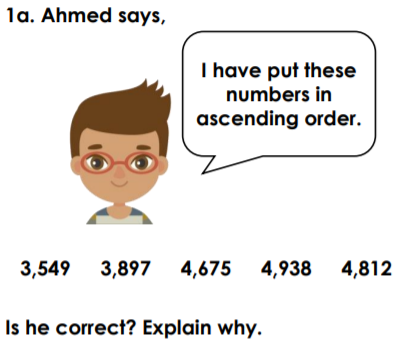 1a. Ahmed says,
I have put these
numbers in
ascending order.
3,549 3,897 4,675 4,938 4,812
Is he correct? Explain why.